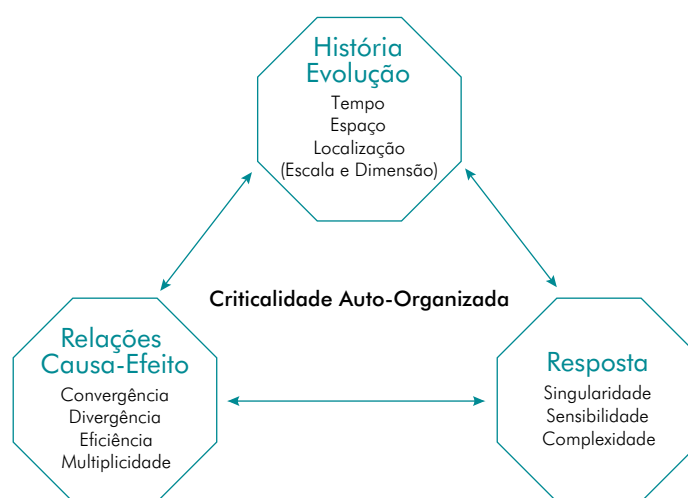 História
Evolução
Tempo
Espaço
Localização
(Escala e Dimensão)
Criticalidade Auto-Organizada
Relações
Causa-Efeito
Convergência
Divergência
Eficiência
Multiplicidade
Resposta
Singularidade
Sensibilidade
Complexidade